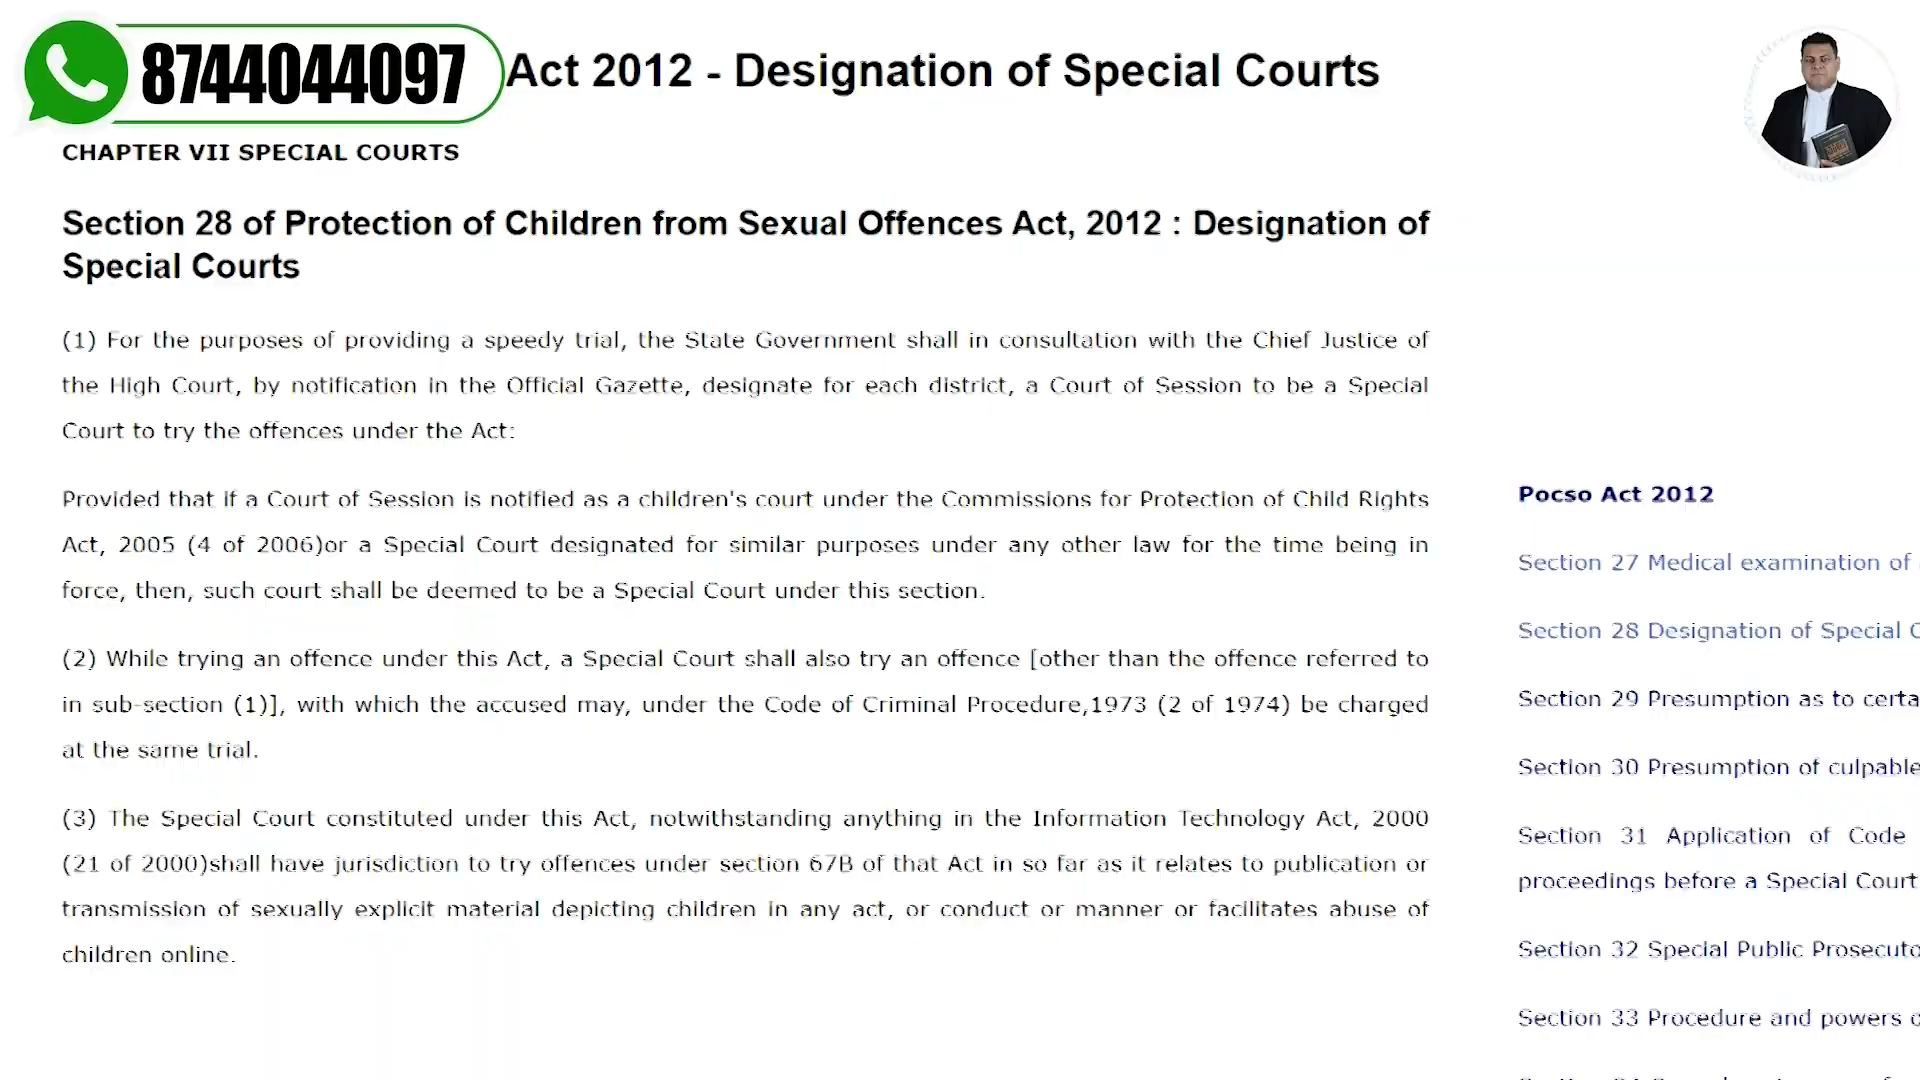 8744044097
Act 2012 - Designation of Special Courts
CHAPTER VII SPECIAL COURTS
Section 28 of Protection of Children from Sexual Offences Act, 2012 : Designation of
Special Courts
(1) For the purposes of providing a speedy trial, the State Government shall in consultation with the Chief Justice of
the High Court, by notification in the Official Gazette, designate for each district, a Court of Session to be a Special
Court to try the offences under the Act:
Provided that if a Court of Session is notified as a children's court under the Commissions for Protection of Child Rights
Act, 2005 (4 of 2006)or a Special Court designated for similar purposes under any other law for the time being in
force, then, such court shall be deemed to be a Special Court under this section.
(2) While trying an offence under this Act, a Special Court shall also try an offence [other than the offence referred to
in sub-section (1)], with which the accused may, under the Code of Criminal Procedure,1973 (2 of 1974) be charged
at the same trial.
(3) The Special Court constituted under this Act, notwithstanding anything in the Information Technology Act, 2000
(21 of 2000)shall have jurisdiction to try offences under section 67B of that Act in so far as it relates to publication or
transmission of sexually explicit material depicting children in any act, or conduct or manner or facilitates abuse of
children online.
Pocso Act 2012
Section 27 Medical examination of
Section 28 Designation of Special
Section 29 Presumption as to certa
Section 30 Presumption of culpable
Section 31 Application of Code
proceedings before a Special Court
Section 32 Special Public Prosecuto
Section 33 Procedure and powers